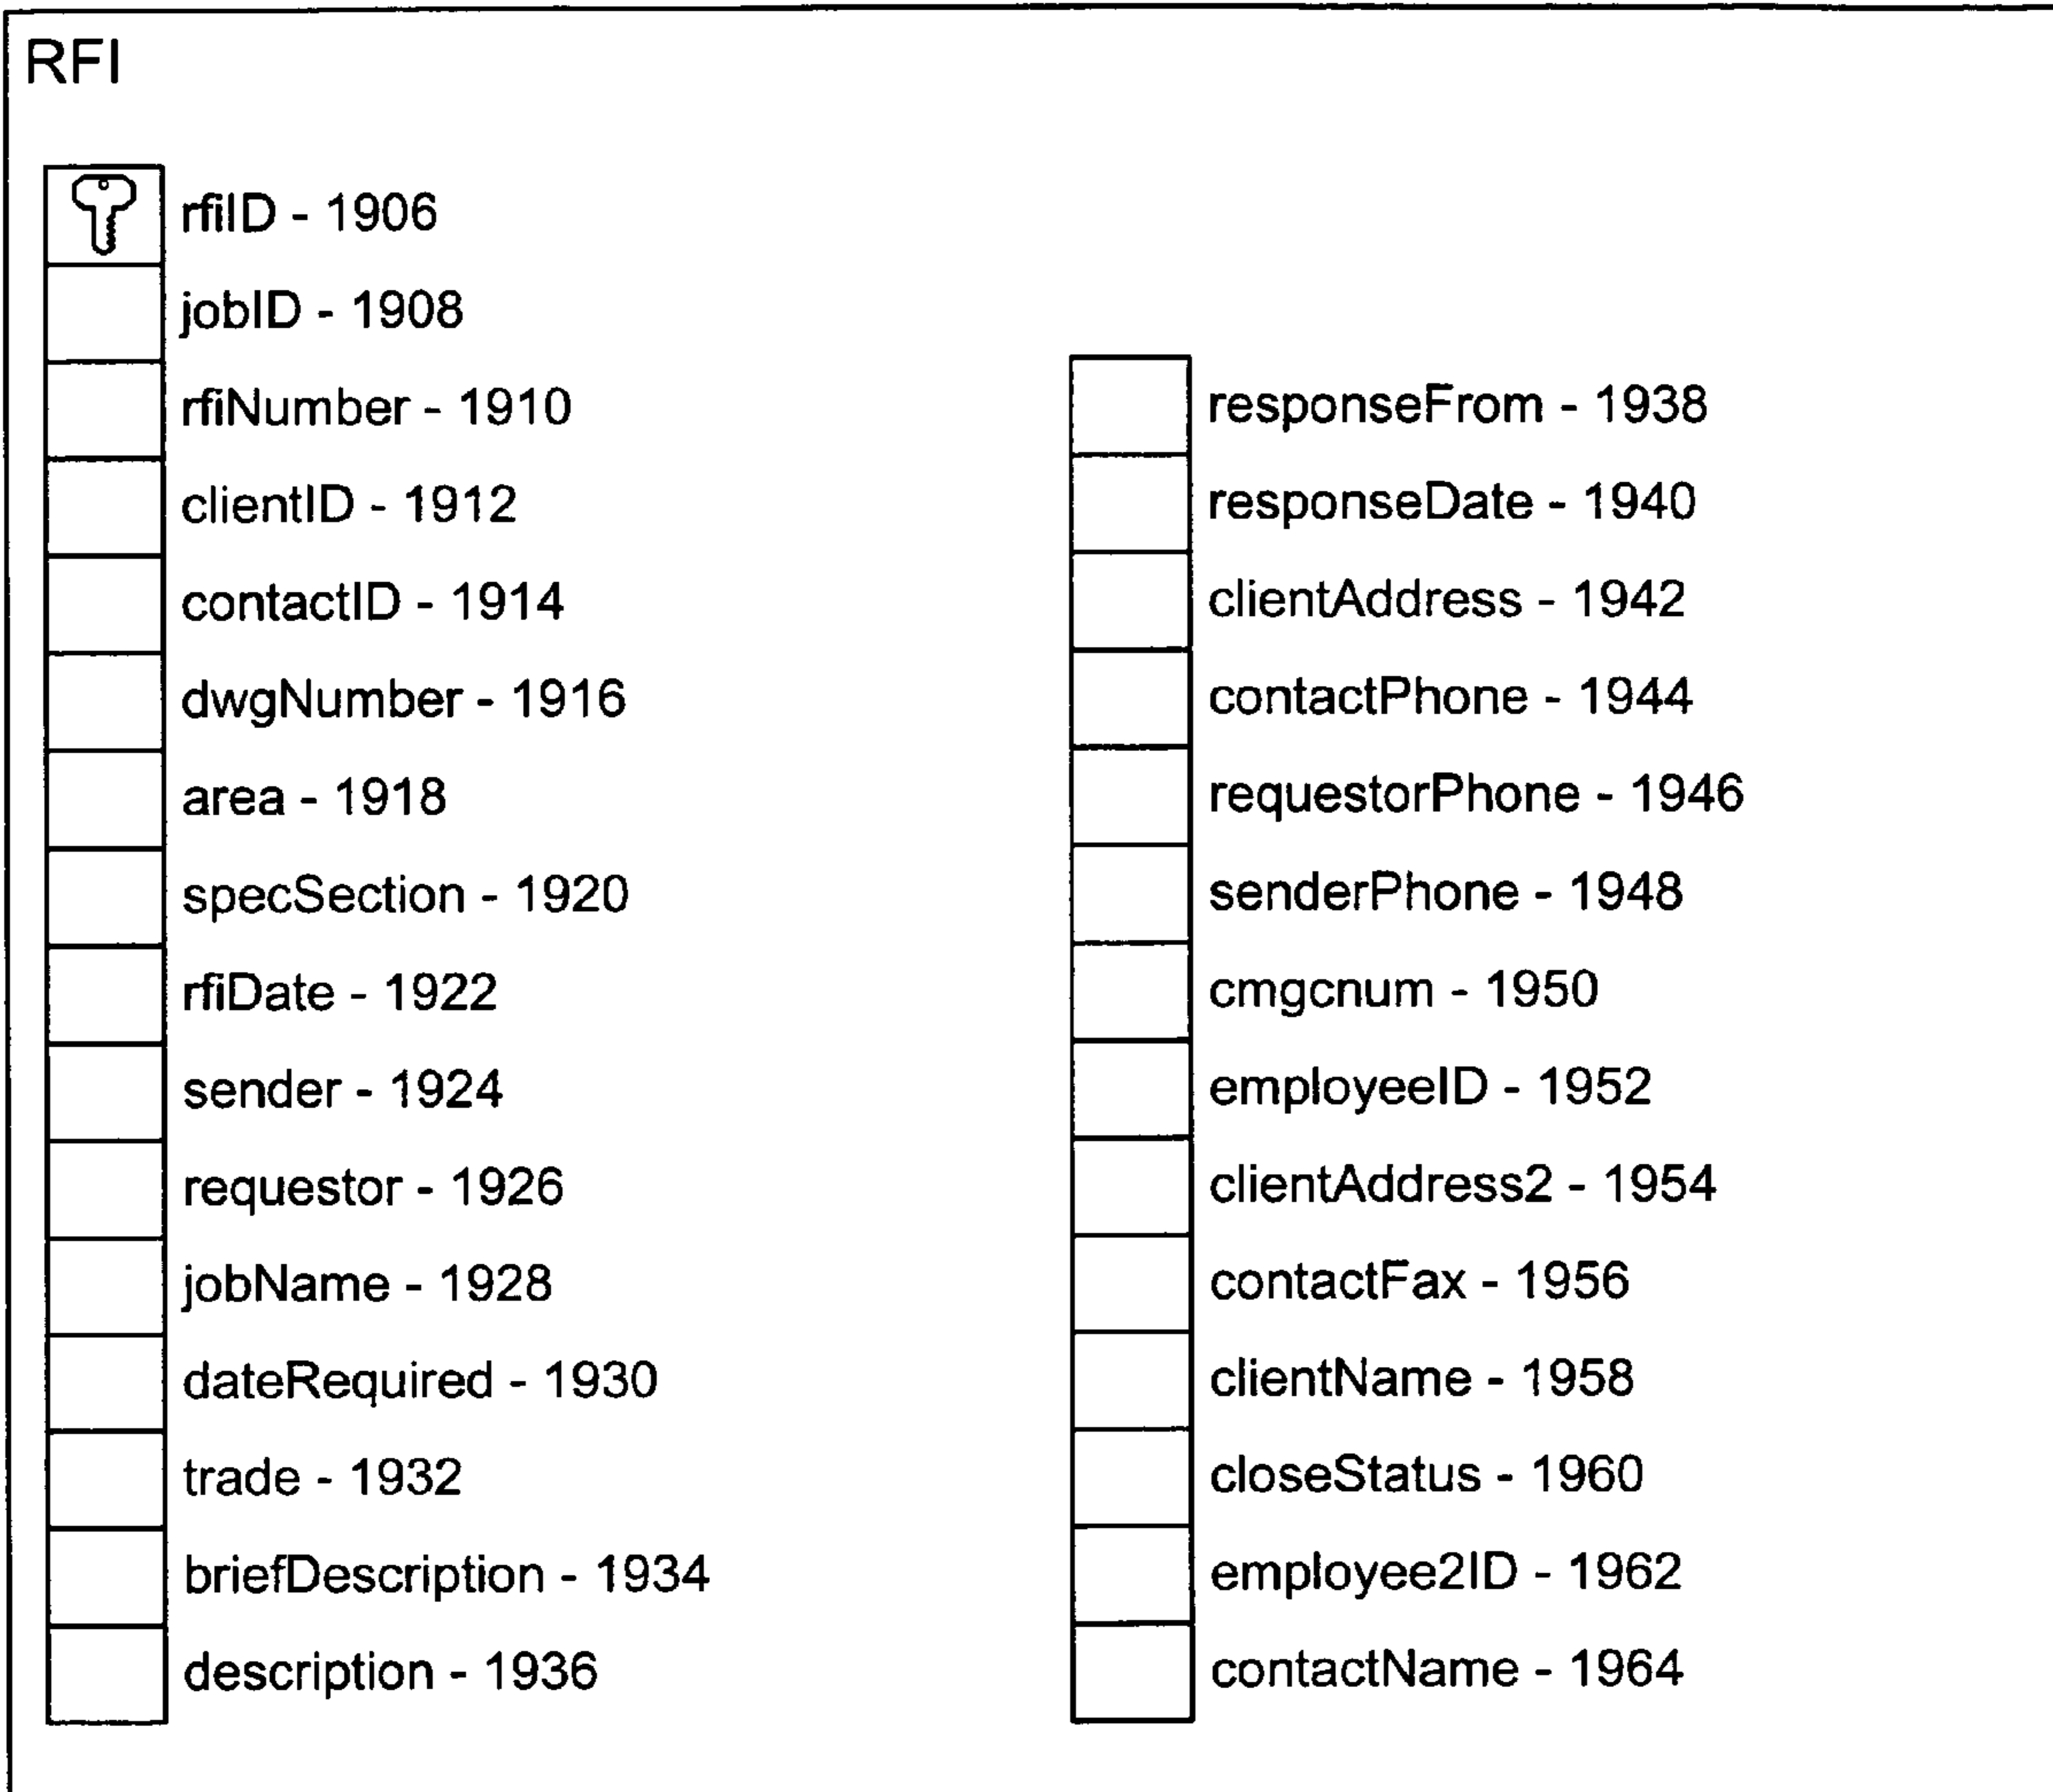 RFI
rfiID - 1906
jobID - 1908
rfiNumber - 1910
clientID - 1912
contactID - 1914
dwgNumber - 1916
area - 1918
specSection - 1920
rfiDate - 1922
sender - 1924
requestor - 1926
jobName - 1928
dateRequired - 1930
trade - 1932
briefDescription - 1934
description - 1936
responseFrom - 1938
responseDate - 1940
clientAddress - 1942
contactPhone - 1944
requestorPhone - 1946
senderPhone - 1948
cmgcnum - 1950
employeeID - 1952
clientAddress2 - 1954
contactFax - 1956
clientName - 1958
closeStatus - 1960
employee2ID - 1962
contactName - 1964